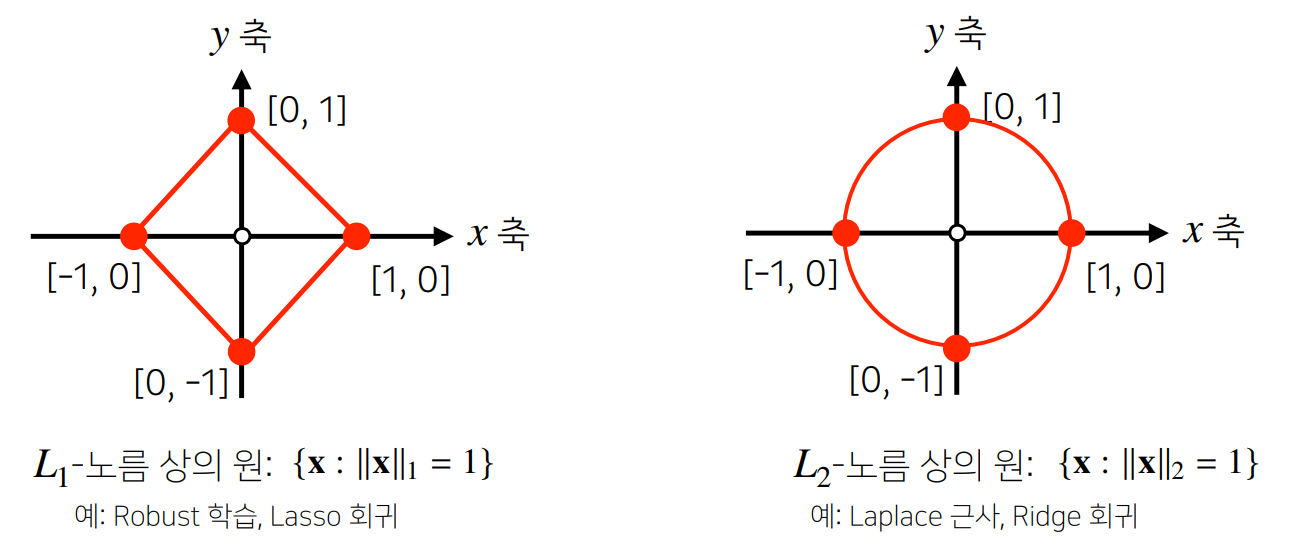 y 축
[0, 1]
x 축
[-1, 0]
[1, 0]
[0, -1]
L₁-노름 상의 원: {x : ||x||₁ = 1}
예: Robust 학습, Lasso 회귀
y 축
[0, 1]
x 축
[-1, 0]
[1, 0]
[0, -1]
L₂-노름 상의 원: {x : ||x||₂ = 1}
예: Laplace 근사, Ridge 회귀